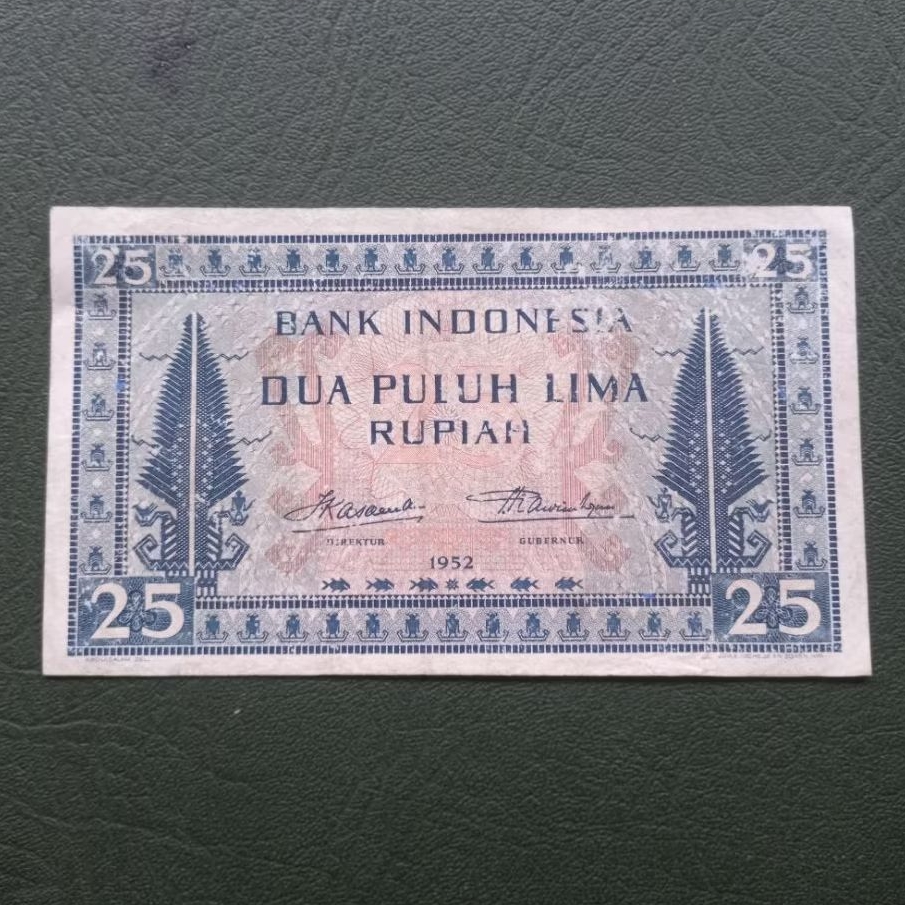 25 25
BANK INDONESIA
DUA PULUH LIMA
RUPIAH
DIREKTUR GUBERNUR
1952
25 25